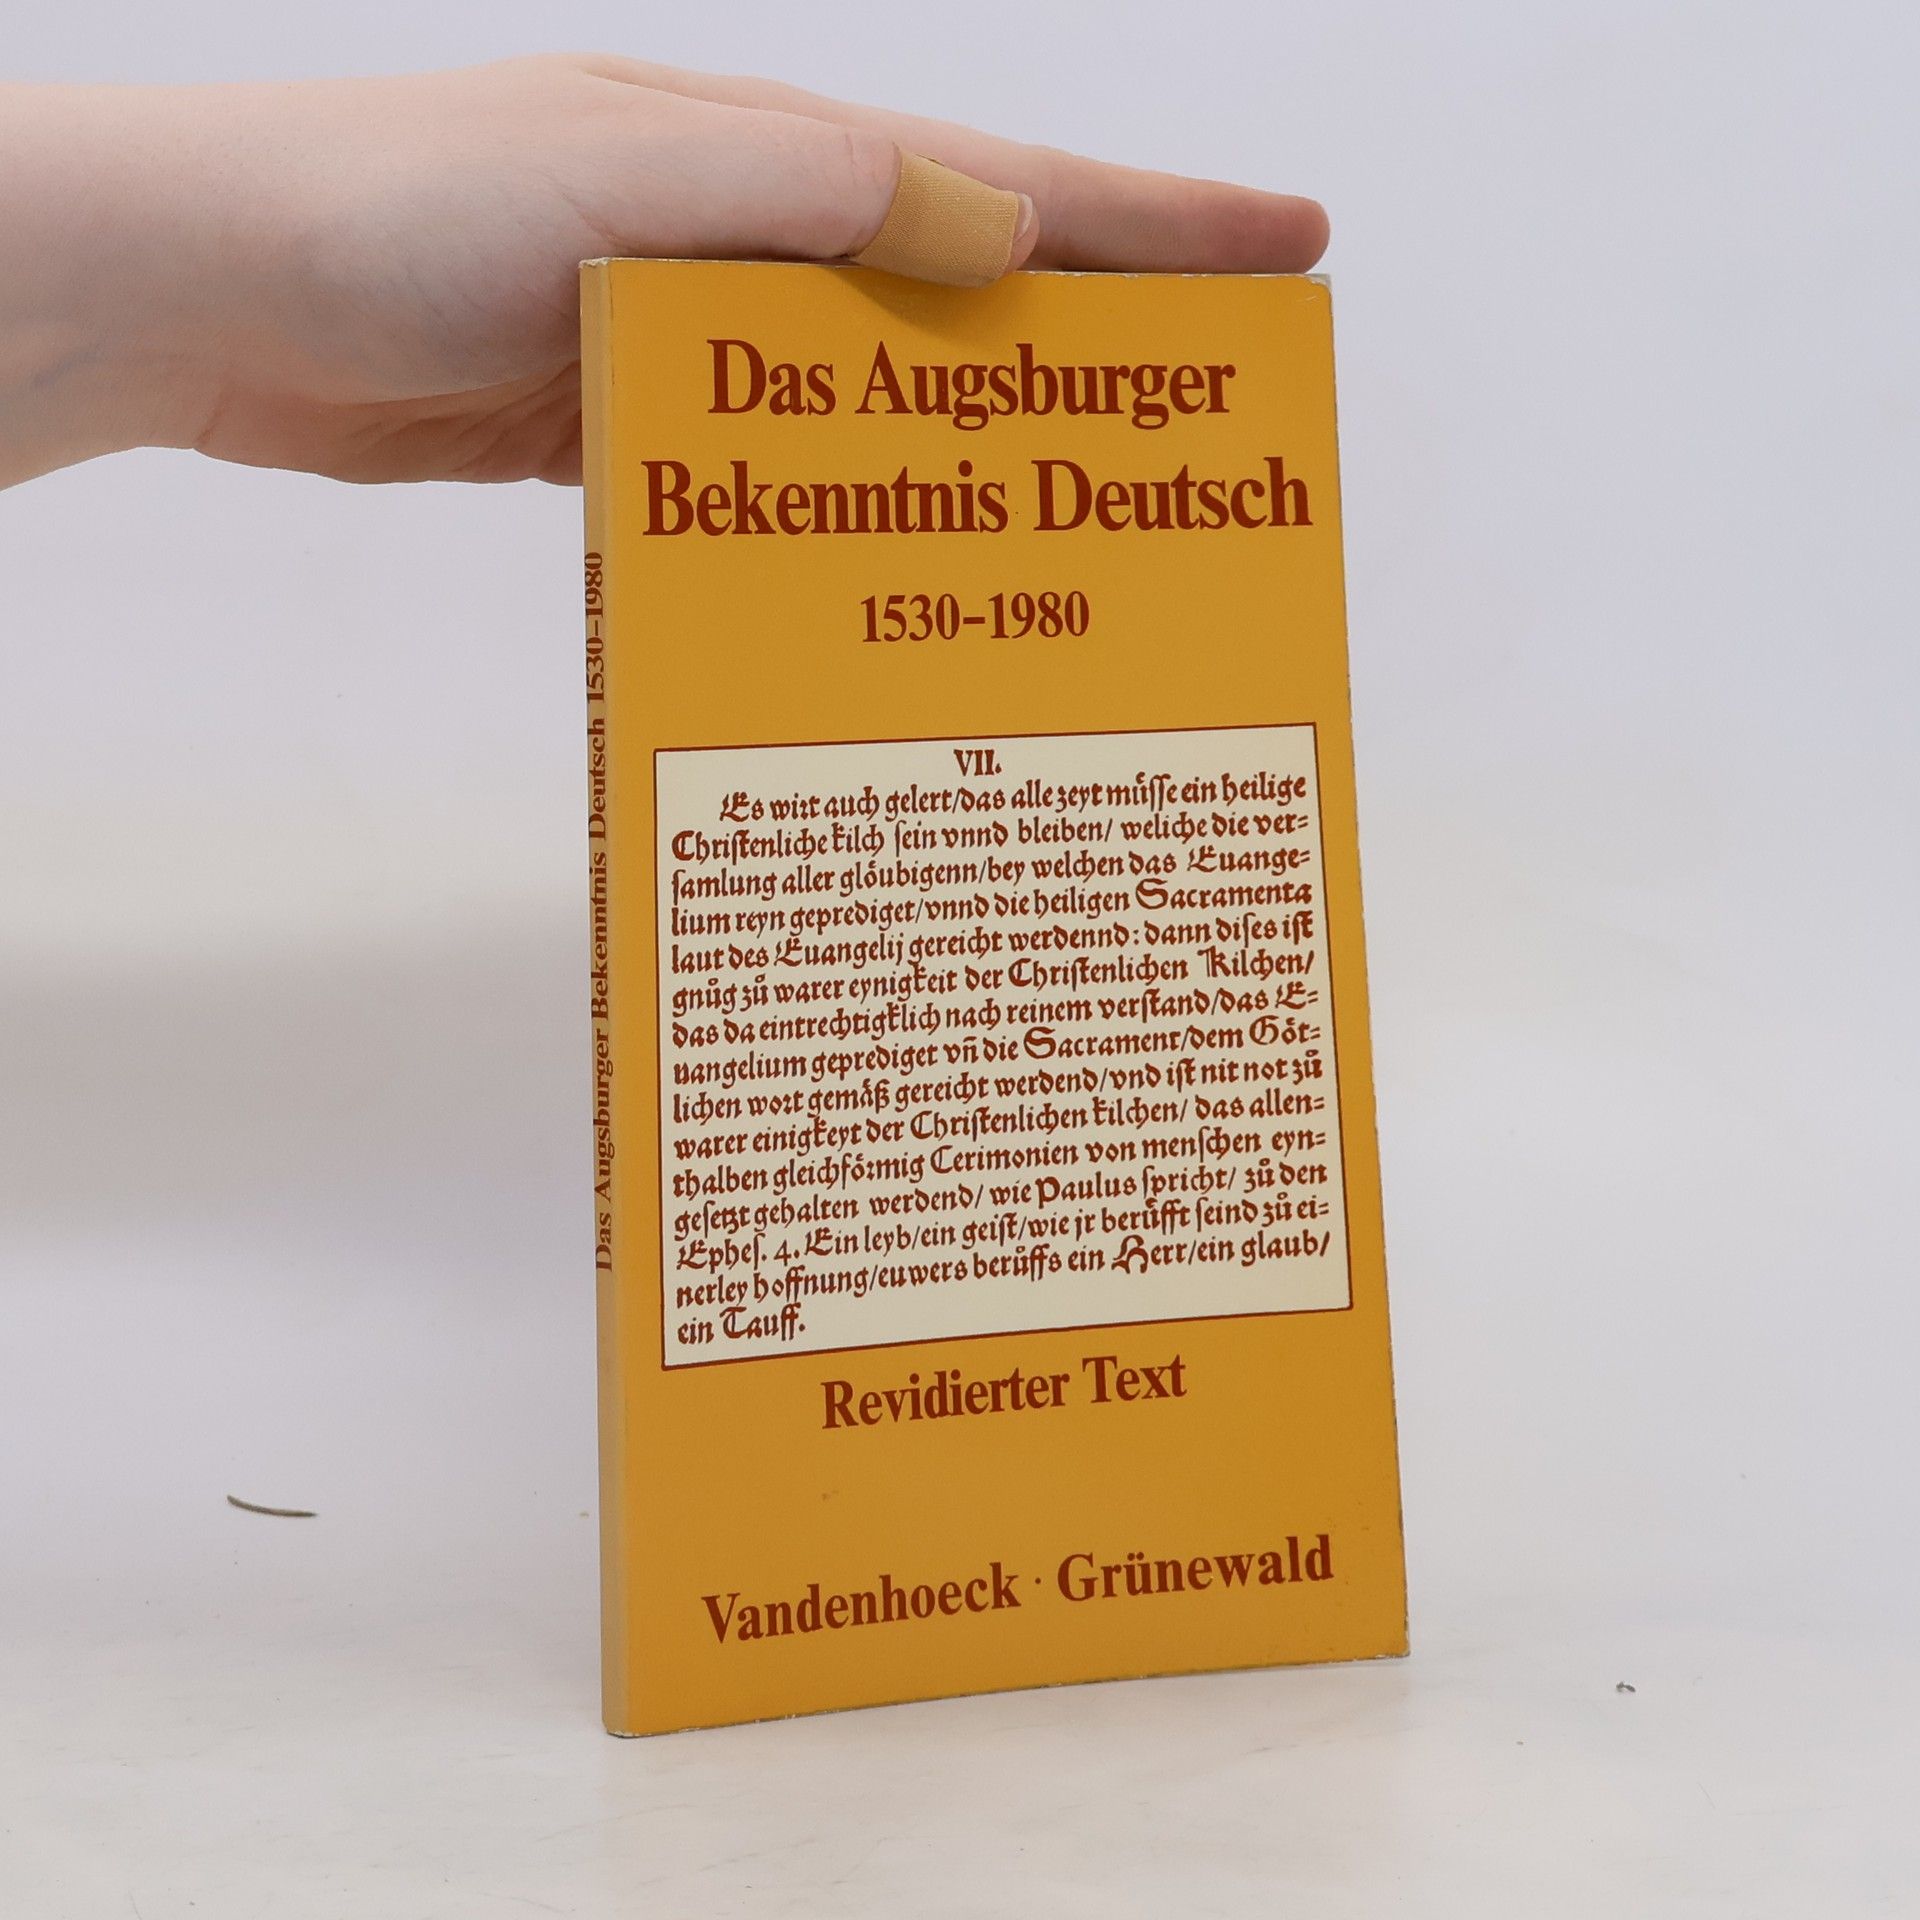 Das Augsburger
Bekenntnis Deutsch
1530–1980
VII.
Es wirt auch gelert/das alle zeyt müsse ein heilige
Christenliche kilch sein vnnd bleiben/ weliche die ver=
samlung aller glöubigenn/bey welchen das Euange=
lium reyn geprediget/vnnd die heiligen Sacramenta
laut des Euangelij gereicht werdennd: dann dises ist
gnůg zů warer eynigkeit der Christenlichen Kilchen/
das da eintrechtigklich nach reinem verstand/das E=
uangelium geprediget vñ die Sacrament/dem Göt=
lichen wort gemäß gereicht werdend/vnd ist nit not zů
warer einigkeyt der Christenlichen kilchen/ das allen=
thalben gleichförmig Cerimonien von menschen eyn=
gesetzt gehalten werdend/ wie Paulus spricht/ zů den
Ephes. 4. Ein leyb/ein geist/wie jr berüfft seind zů ei=
nerley hoffnung/euwers berůffs ein Herr/ein glaub/
ein Tauff.
Revidierter Text
Vandenhoeck · Grünewald
Das Augsburger Bekenntnis Deutsch 1530–1980